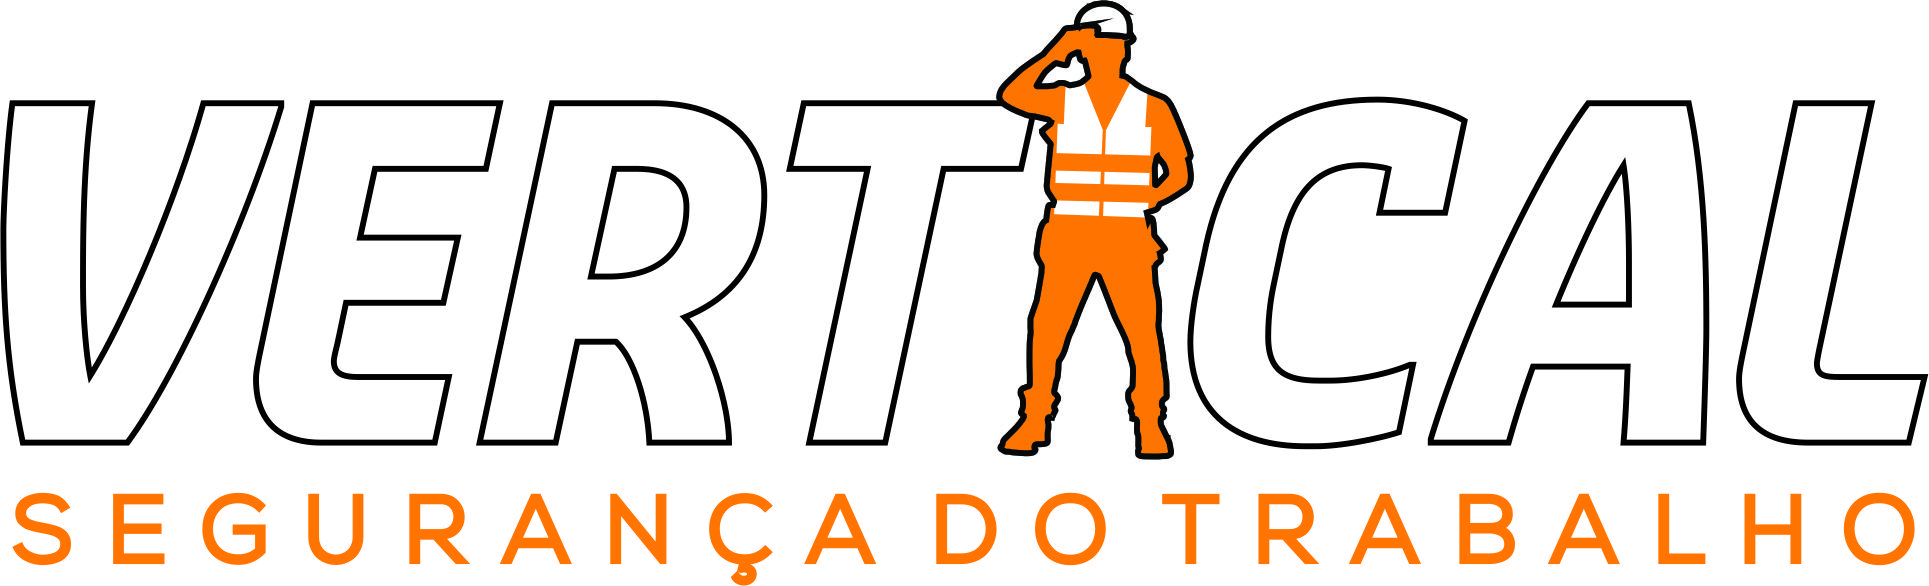 VERTICAL
SEGURANÇA DO TRABALHO